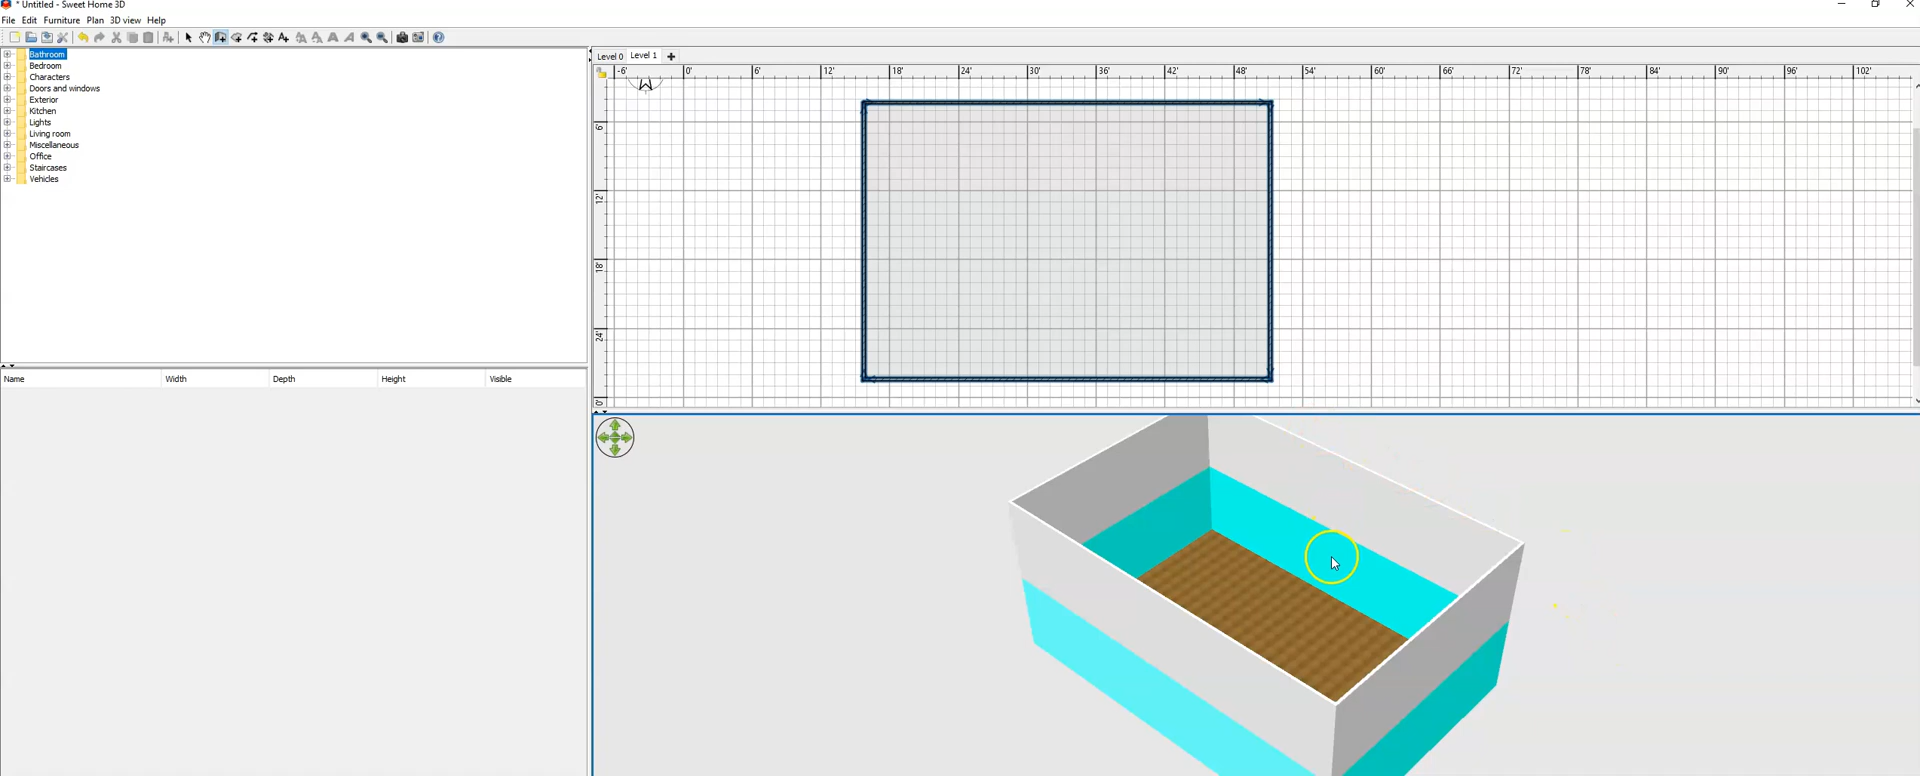 * Untitled - Sweet Home 3D
File Edit Furniture Plan 3D view Help
Bathroom
Bedroom
Characters
Doors and windows
Exterior
Kitchen
Lights
Living room
Miscellaneous
Office
Staircases
Vehicles
Name Width Depth Height Visible
Level 0 Level 1
-6' 0' 6' 12' 18' 24' 30' 36' 42' 48' 54' 60' 66' 72' 78' 84' 90' 96' 102'
6'
12'
18'
24'
0'